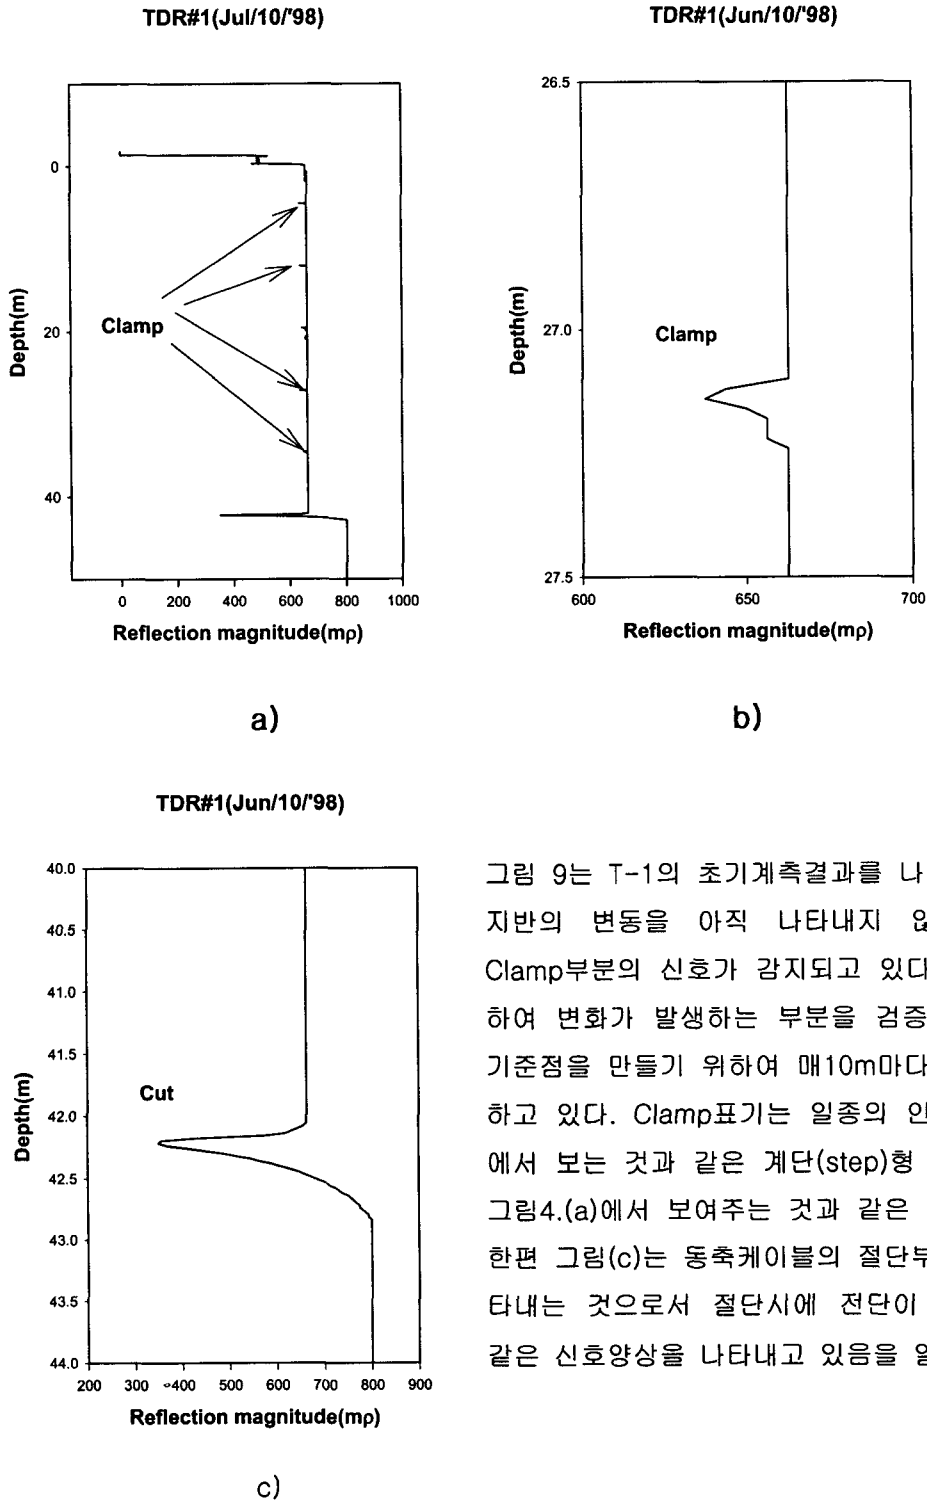 TDR#1(Jul/10/'98)
0
20
40
Depth(m)
Clamp
0 200 400 600 800 1000
Reflection magnitude(mρ)
a)
TDR#1(Jun/10/'98)
26.5
27.0
27.5
Depth(m)
Clamp
600 650 700
Reflection magnitude(mρ)
b)
TDR#1(Jun/10/'98)
40.0
40.5
41.0
41.5
42.0
42.5
43.0
43.5
44.0
Depth(m)
Cut
200 300 400 500 600 700 800 900
Reflection magnitude(mρ)
c)
그림 9는 T-1의 초기계측결과를 나
지반의 변동을 아직 나타내지
Clamp부분의 신호가 감지되고 있다
하여 변화가 발생하는 부분을 검증
기준점을 만들기 위하여 매10m마다
하고 있다. Clamp표기는 일종의
에서 보는 것과 같은 계단(step)형
그림4.(a)에서 보여주는 것과 같은
한편 그림(c)는 동축케이블의 절단부
타내는 것으로서 절단시에 전단이
같은 신호양상을 나타내고 있음을